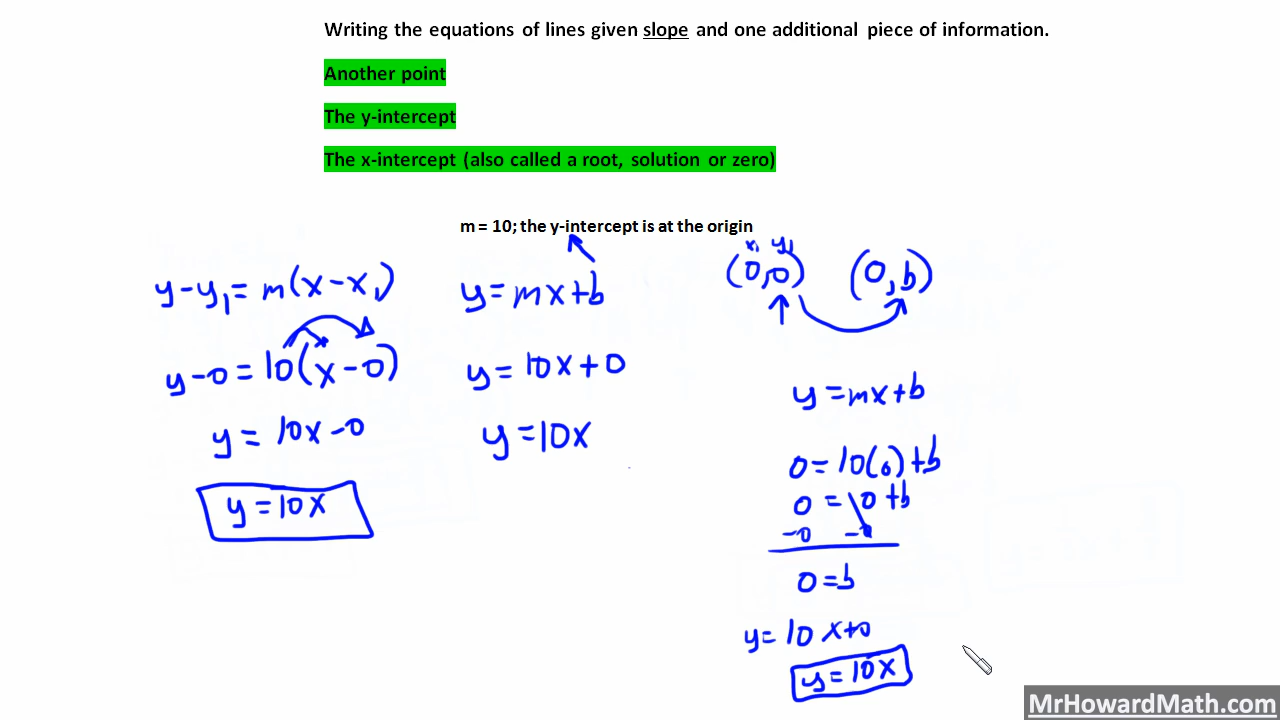 Writing the equations of lines given slope and one additional piece of information.
Another point
The y-intercept
The x-intercept (also called a root, solution or zero)
m = 10; the y-intercept is at the origin
y-y₁=m(x-x₁)
y-0=10(x-0)
y=10x-0
y=10x
y=mx+b
y=10x+0
y=10x
x₁ y₁
(0,0) (0,b)
y=mx+b
0=10(0)+b
0=0+b
-0 -0
0=b
y=10x+0
y=10x
MrHowardMath.com